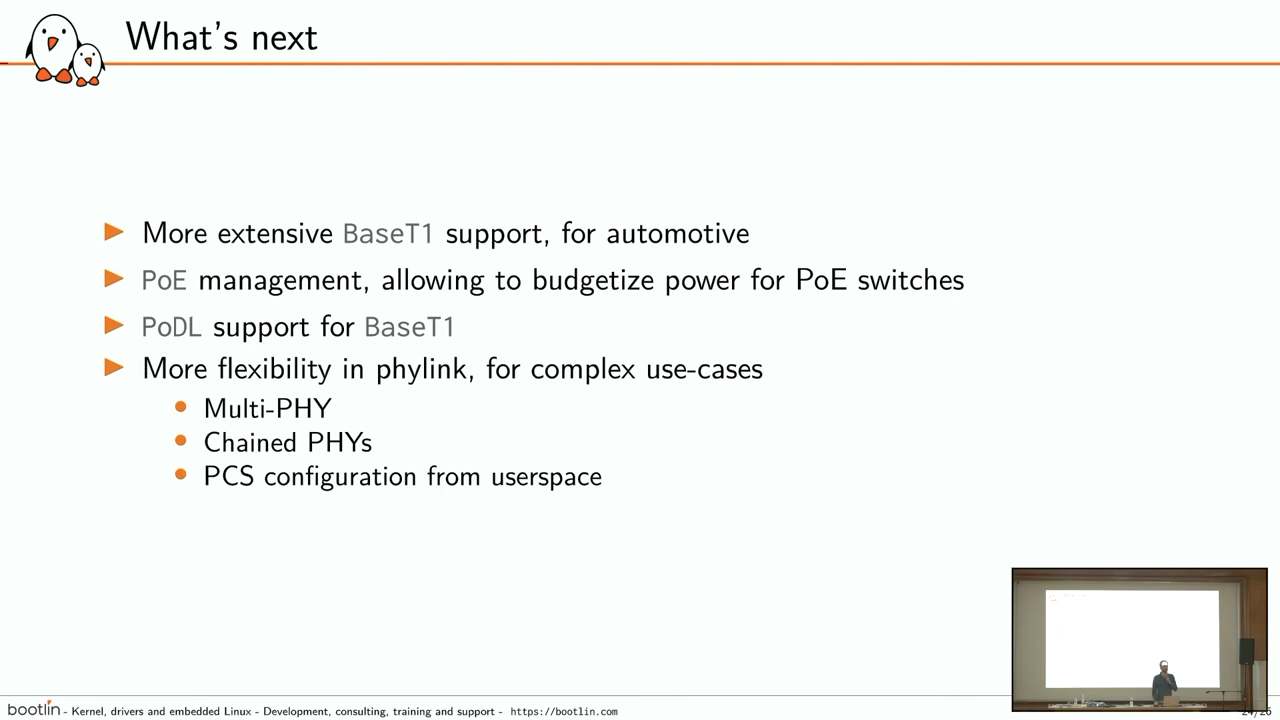 What's next
More extensive BaseT1 support, for automotive
PoE management, allowing to budgetize power for PoE switches
PoDL support for BaseT1
More flexibility in phylink, for complex use-cases
Multi-PHY
Chained PHYs
PCS configuration from userspace
bootlin - Kernel, drivers and embedded Linux - Development, consulting, training and support - https://bootlin.com